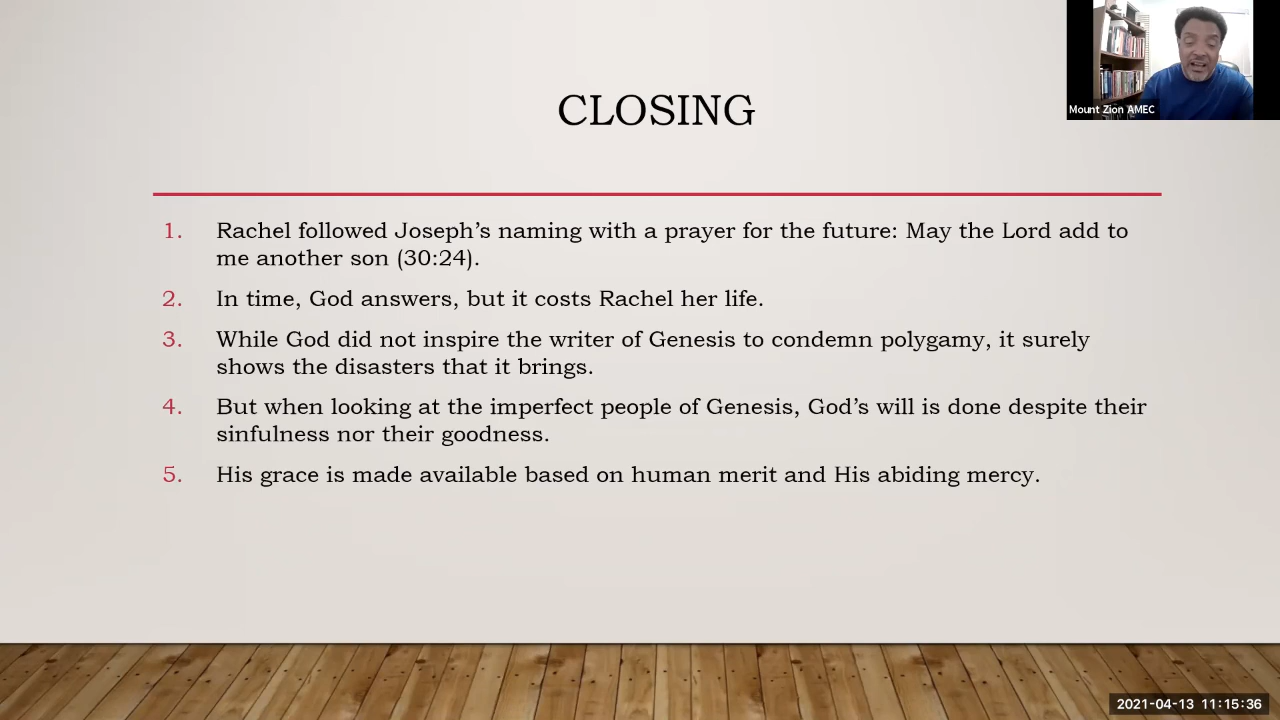 Mount Zion AMEC
CLOSING
1. Rachel followed Joseph's naming with a prayer for the future: May the Lord add to
me another son (30:24).
2. In time, God answers, but it costs Rachel her life.
3. While God did not inspire the writer of Genesis to condemn polygamy, it surely
shows the disasters that it brings.
4. But when looking at the imperfect people of Genesis, God's will is done despite their
sinfulness nor their goodness.
5. His grace is made available based on human merit and His abiding mercy.
2021-04-13 11:15:36